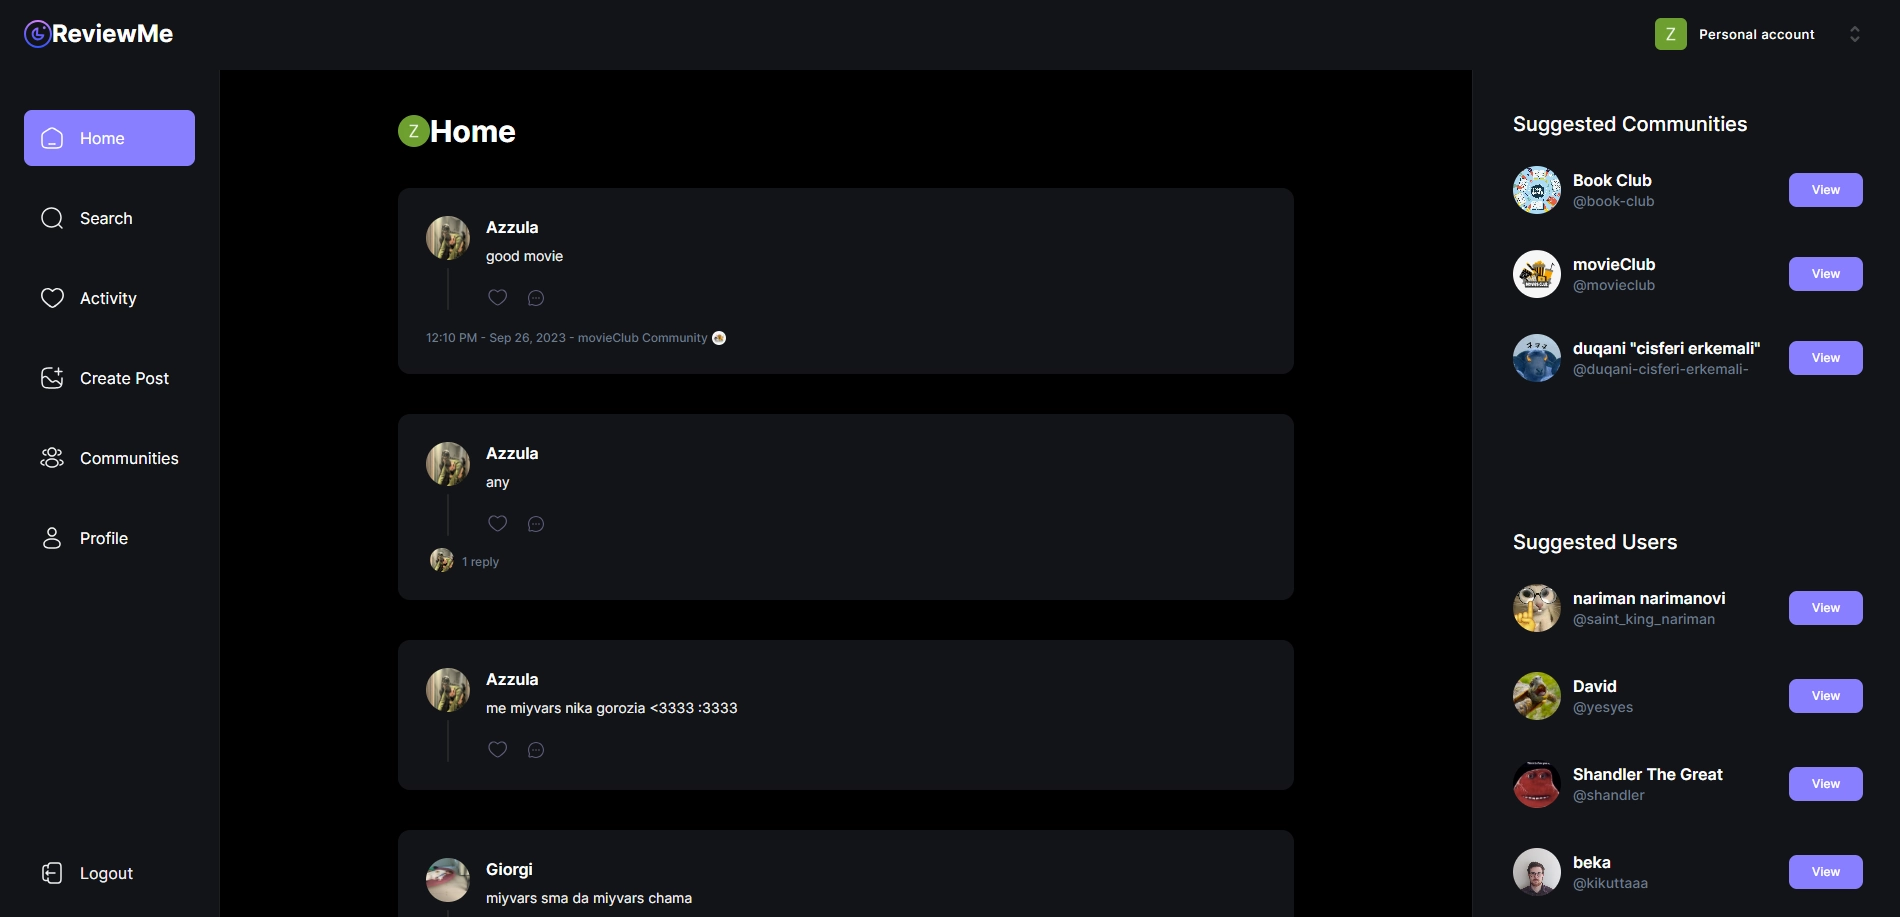 ReviewMe
Z Personal account
Home
Search
Activity
Create Post
Communities
Profile
Logout
Z Home
Azzula
good movie
12:10 PM - Sep 26, 2023 - movieClub Community
Azzula
any
1 reply
Azzula
me miyvars nika gorozia <3333 :3333
Giorgi
miyvars sma da miyvars chama
Suggested Communities
Book Club
@book-club
View
movieClub
@movieclub
View
duqani "cisferi erkemali"
@duqani-cisferi-erkemali-
View
Suggested Users
nariman narimanovi
@saint_king_nariman
View
David
@yesyes
View
Shandler The Great
@shandler
View
beka
@kikuttaaa
View